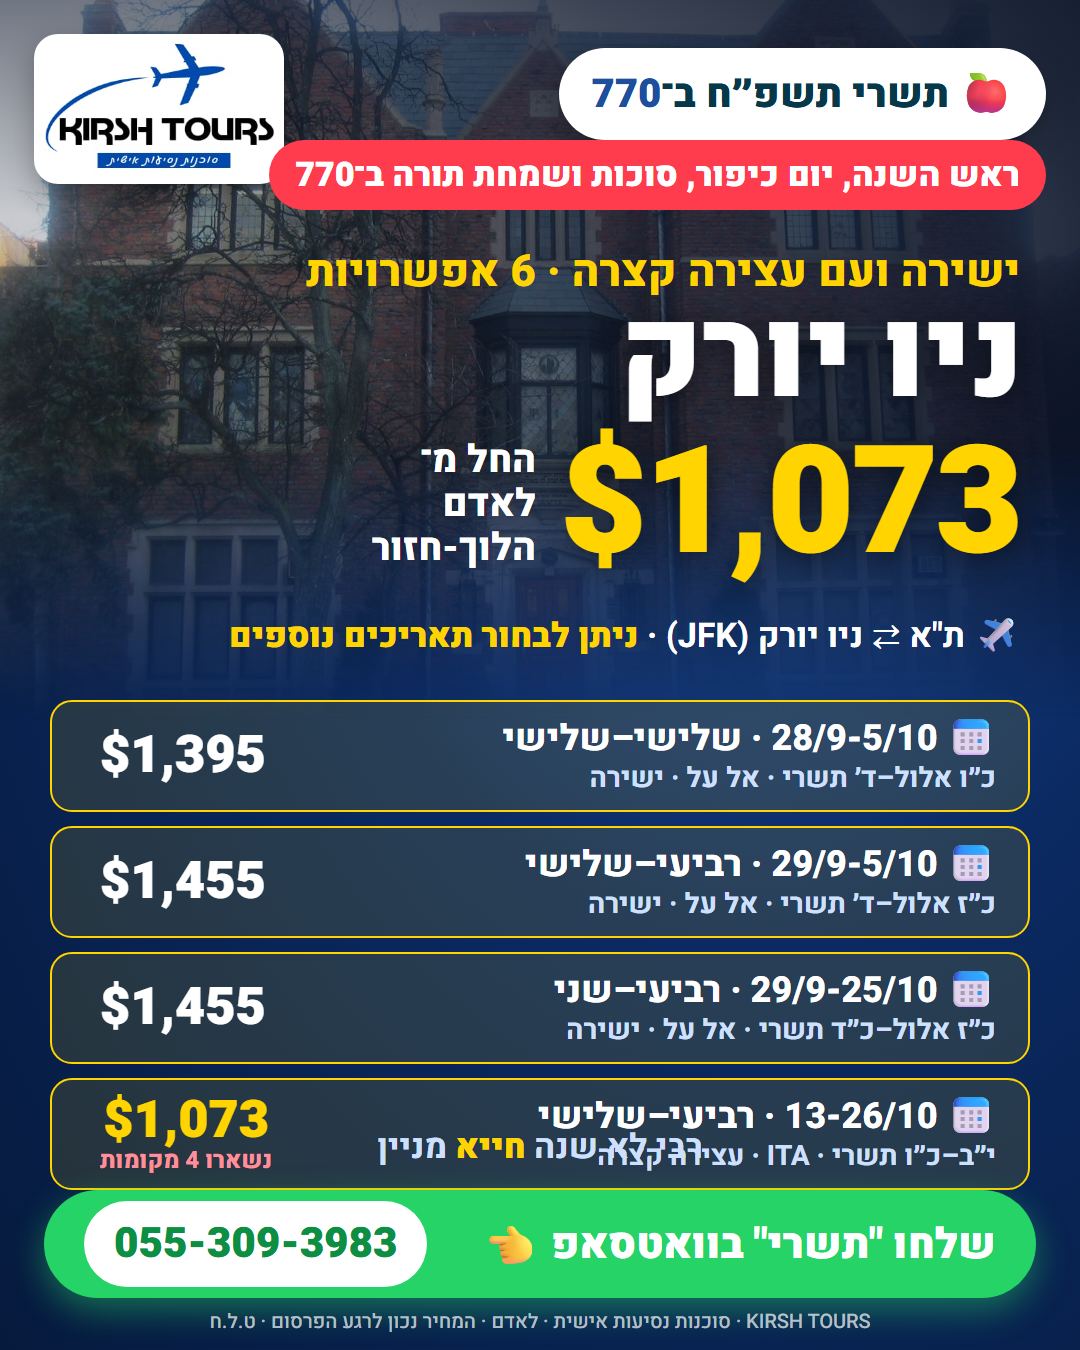 KIRSH TOURS
סוכנות נסיעות אישית
תשרי תשפ״ח ב־770
ראש השנה, יום כיפור, סוכות ושמחת תורה ב־770
ישירה ועם עצירה קצרה · 6 אפשרויות
ניו יורק
$1,073
החל מ־
לאדם
הלוך-חזור
ת"א ⇄ ניו יורק (JFK) · ניתן לבחור תאריכים נוספים
28/9-5/10 · שלישי–שלישי
כ״ו אלול–ד׳ תשרי · אל על · ישירה
$1,395
29/9-5/10 · רביעי–שלישי
כ״ז אלול–ד׳ תשרי · אל על · ישירה
$1,455
29/9-25/10 · רביעי–שני
כ״ז אלול–כ״ד תשרי · אל על · ישירה
$1,455
13-26/10 · רביעי–שלישי
י״ב–כ״ו תשרי · ITA · עצירה קצרה
$1,073
נשארו 4 מקומות
רבי לא שנה חייא מניין
שלחו "תשרי" בוואטסאפ
055-309-3983
KIRSH TOURS · סוכנות נסיעות אישית · לאדם · המחיר נכון לרגע הפרסום · ט.ל.ח